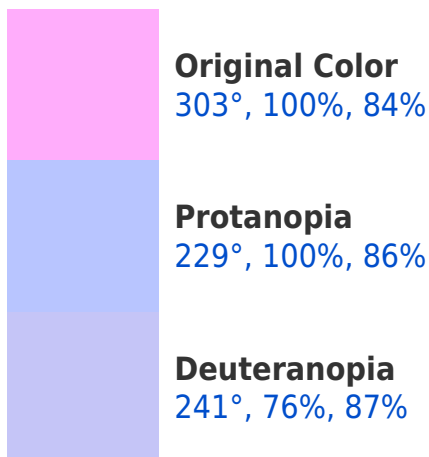 Original Color
303°, 100%, 84%
Protanopia
229°, 100%, 86%
Deuteranopia
241°, 76%, 87%